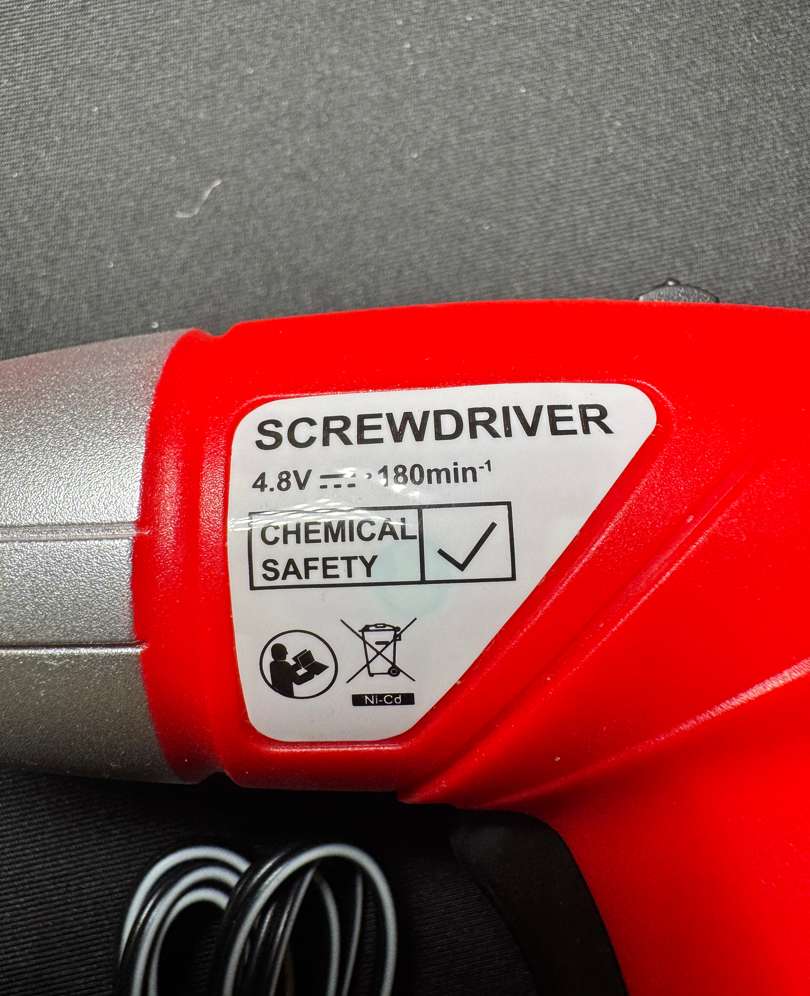 SCREWDRIVER
4.8V ⎓ 180min⁻¹
CHEMICAL
SAFETY
Ni-Cd